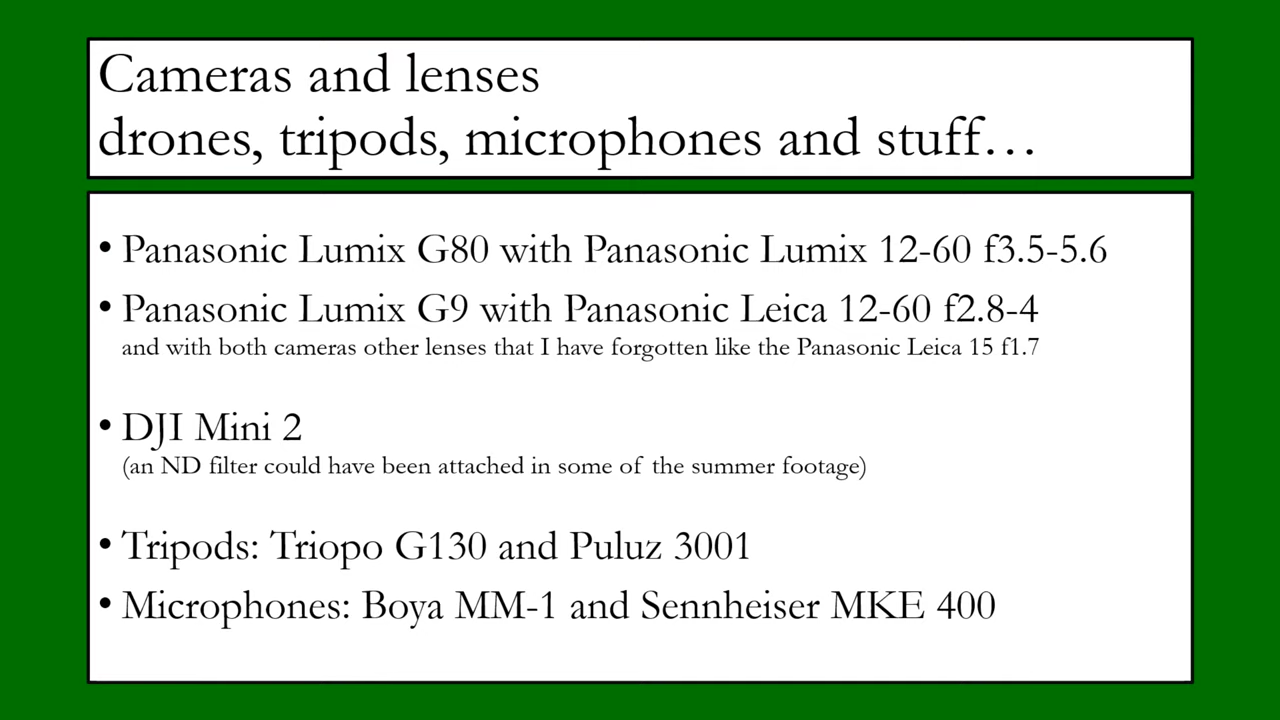 Cameras and lenses
drones, tripods, microphones and stuff…
• Panasonic Lumix G80 with Panasonic Lumix 12-60 f3.5-5.6
• Panasonic Lumix G9 with Panasonic Leica 12-60 f2.8-4
and with both cameras other lenses that I have forgotten like the Panasonic Leica 15 f1.7
• DJI Mini 2
(an ND filter could have been attached in some of the summer footage)
• Tripods: Triopo G130 and Puluz 3001
• Microphones: Boya MM-1 and Sennheiser MKE 400